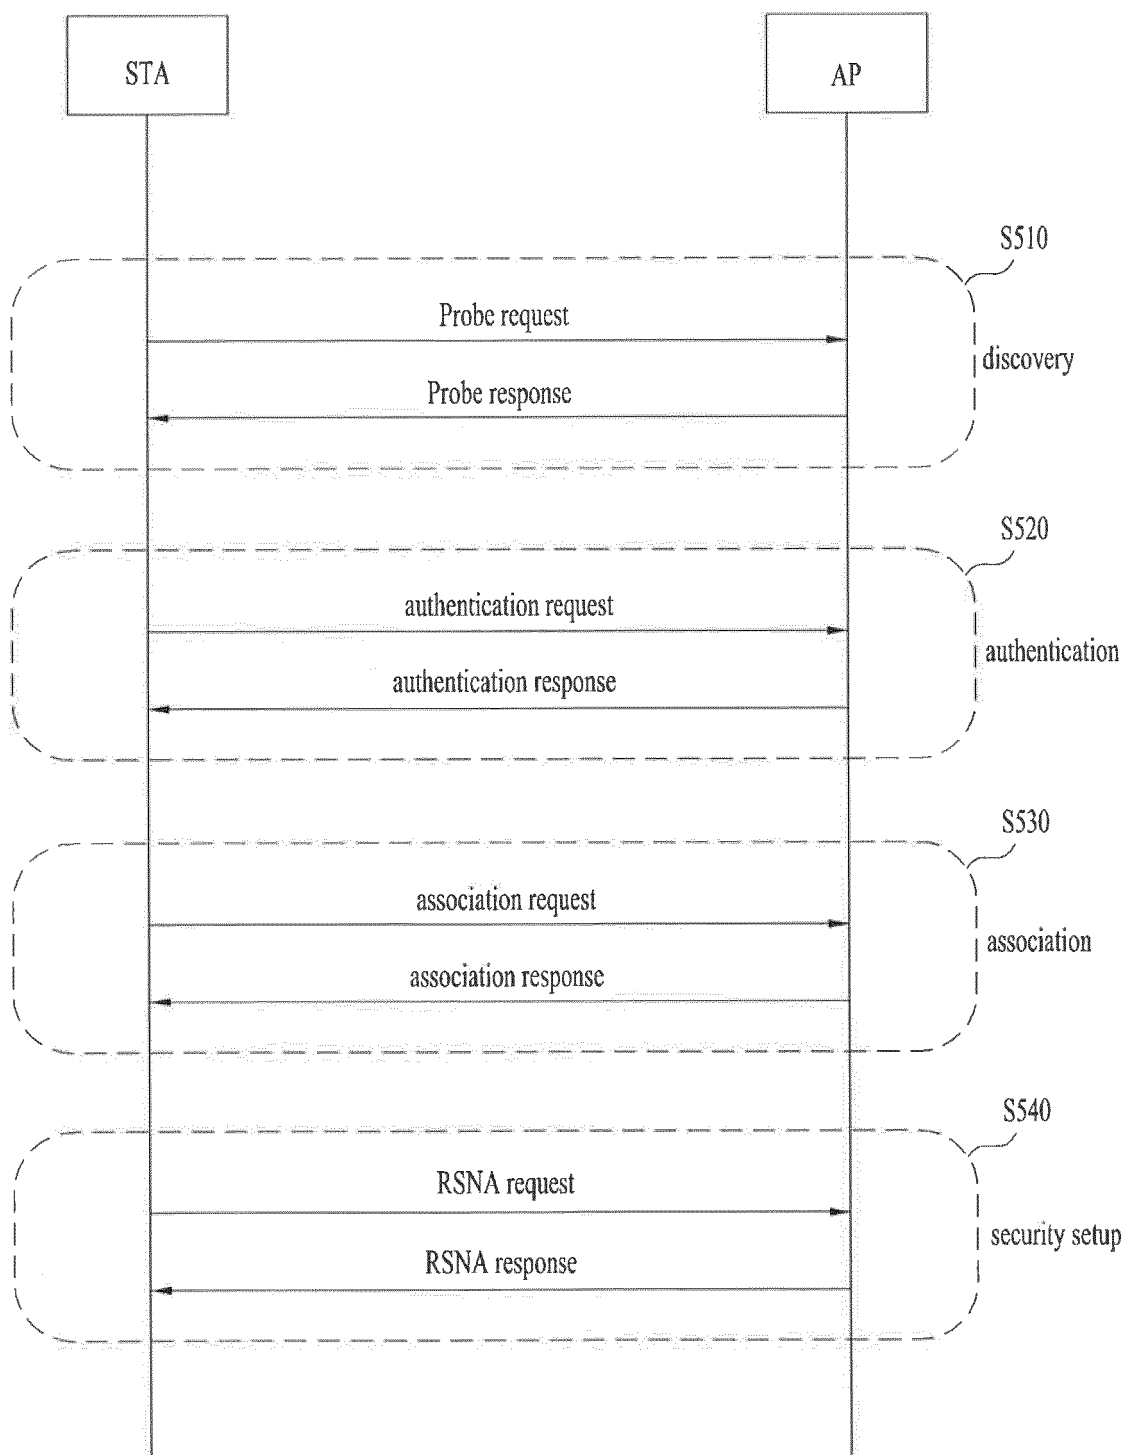 STA
AP
S510
Probe request
discovery
Probe response
S520
authentication request
authentication
authentication response
S530
association request
association
association response
S540
RSNA request
security setup
RSNA response